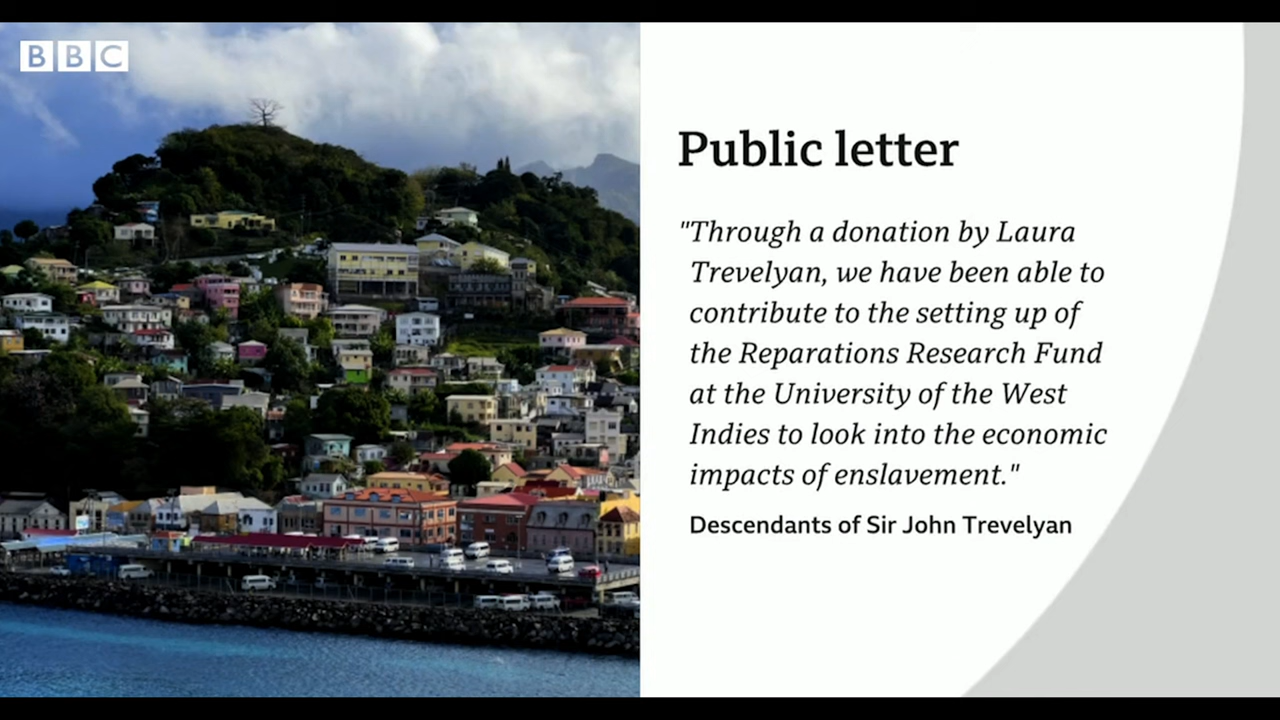 BBC
Public letter
"Through a donation by Laura
Trevelyan, we have been able to
contribute to the setting up of
the Reparations Research Fund
at the University of the West
Indies to look into the economic
impacts of enslavement."
Descendants of Sir John Trevelyan